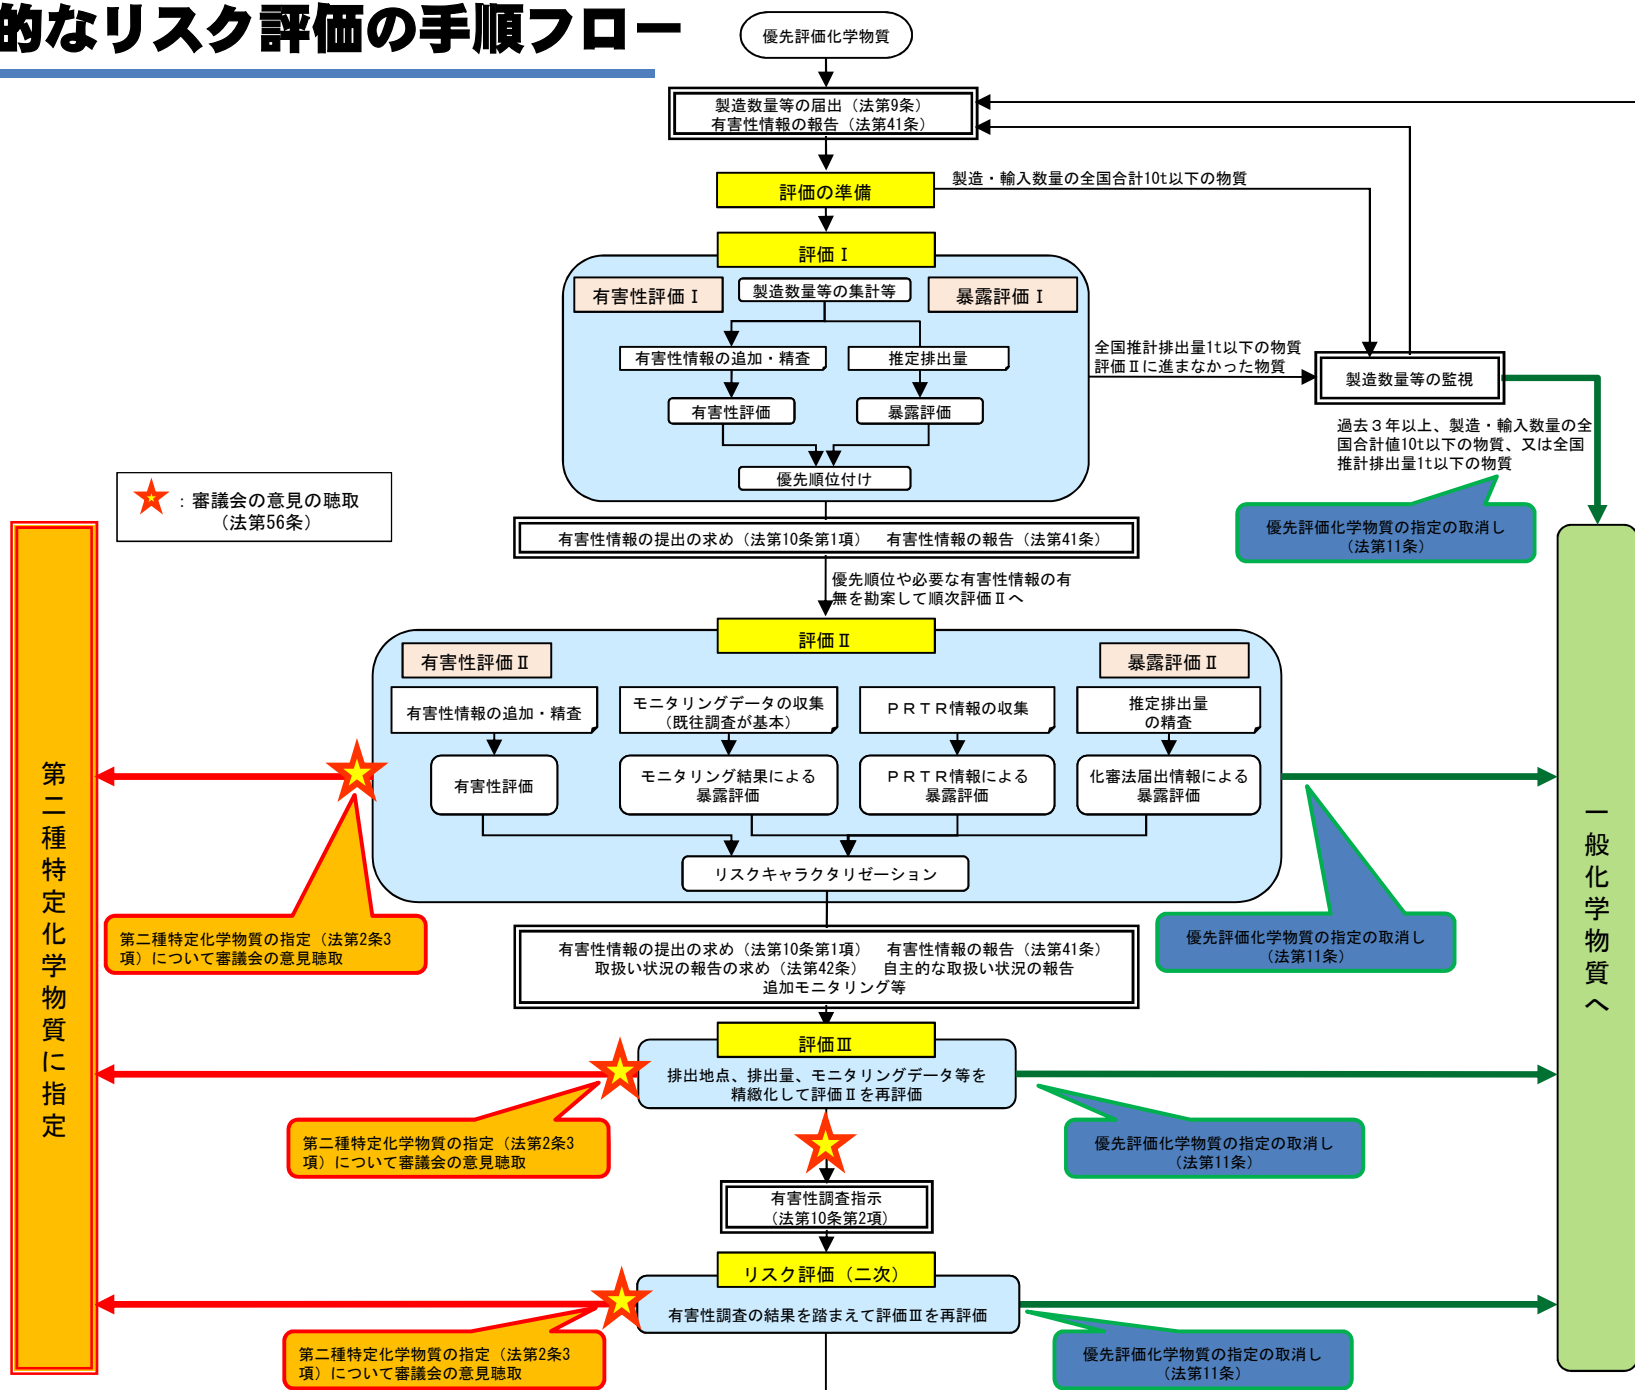 的なリスク評価の手順フロー
優先評価化学物質
製造数量等の届出（法第9条）
有害性情報の報告（法第41条）
評価の準備
製造・輸入数量の全国合計10t以下の物質
評価Ⅰ
有害性評価Ⅰ
製造数量等の集計等
暴露評価Ⅰ
有害性情報の追加・精査
推定排出量
有害性評価
暴露評価
優先順位付け
全国推計排出量1t以下の物質
評価Ⅱに進まなかった物質
製造数量等の監視
過去３年以上、製造・輸入数量の全
国合計値10t以下の物質、又は全国
推計排出量1t以下の物質
優先評価化学物質の指定の取消し
（法第11条）
：審議会の意見の聴取
（法第56条）
有害性情報の提出の求め（法第10条第1項）　有害性情報の報告（法第41条）
優先順位や必要な有害性情報の有
無を勘案して順次評価Ⅱへ
評価Ⅱ
有害性評価Ⅱ
暴露評価Ⅱ
有害性情報の追加・精査
モニタリングデータの収集
（既往調査が基本）
ＰＲＴＲ情報の収集
推定排出量
の精査
有害性評価
モニタリング結果による
暴露評価
ＰＲＴＲ情報による
暴露評価
化審法届出情報による
暴露評価
リスクキャラクタリゼーション
第二種特定化学物質に指定
一般化学物質へ
第二種特定化学物質の指定（法第2条3
項）について審議会の意見聴取
優先評価化学物質の指定の取消し
（法第11条）
有害性情報の提出の求め（法第10条第1項）　有害性情報の報告（法第41条）
取扱い状況の報告の求め（法第42条）　自主的な取扱い状況の報告
追加モニタリング等
評価Ⅲ
排出地点、排出量、モニタリングデータ等を
精緻化して評価Ⅱを再評価
第二種特定化学物質の指定（法第2条3
項）について審議会の意見聴取
優先評価化学物質の指定の取消し
（法第11条）
有害性調査指示
（法第10条第2項）
リスク評価（二次）
有害性調査の結果を踏まえて評価Ⅲを再評価
第二種特定化学物質の指定（法第2条3
項）について審議会の意見聴取
優先評価化学物質の指定の取消し
（法第11条）